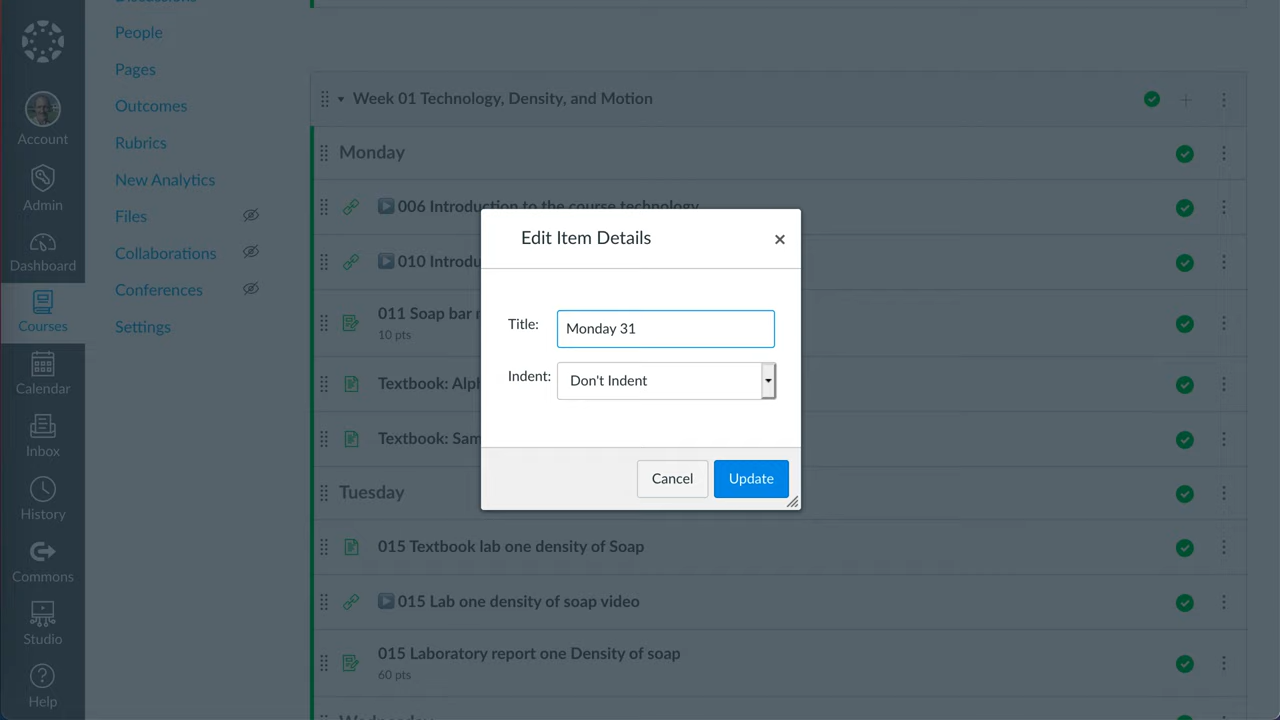 Discussions
People
Pages
Outcomes
Rubrics
New Analytics
Files
Collaborations
Conferences
Settings
Account
Admin
Dashboard
Courses
Calendar
Inbox
History
Commons
Studio
Help
Week 01 Technology, Density, and Motion
Monday
006 Introduction to the course technology
010 Introdu
011 Soap bar
10 pts
Textbook: Alph
Textbook: Sam
Tuesday
015 Textbook lab one density of Soap
015 Lab one density of soap video
015 Laboratory report one Density of soap
60 pts
Wednesday
Edit Item Details
Title:
Monday 31
Indent:
Don't Indent
Cancel
Update